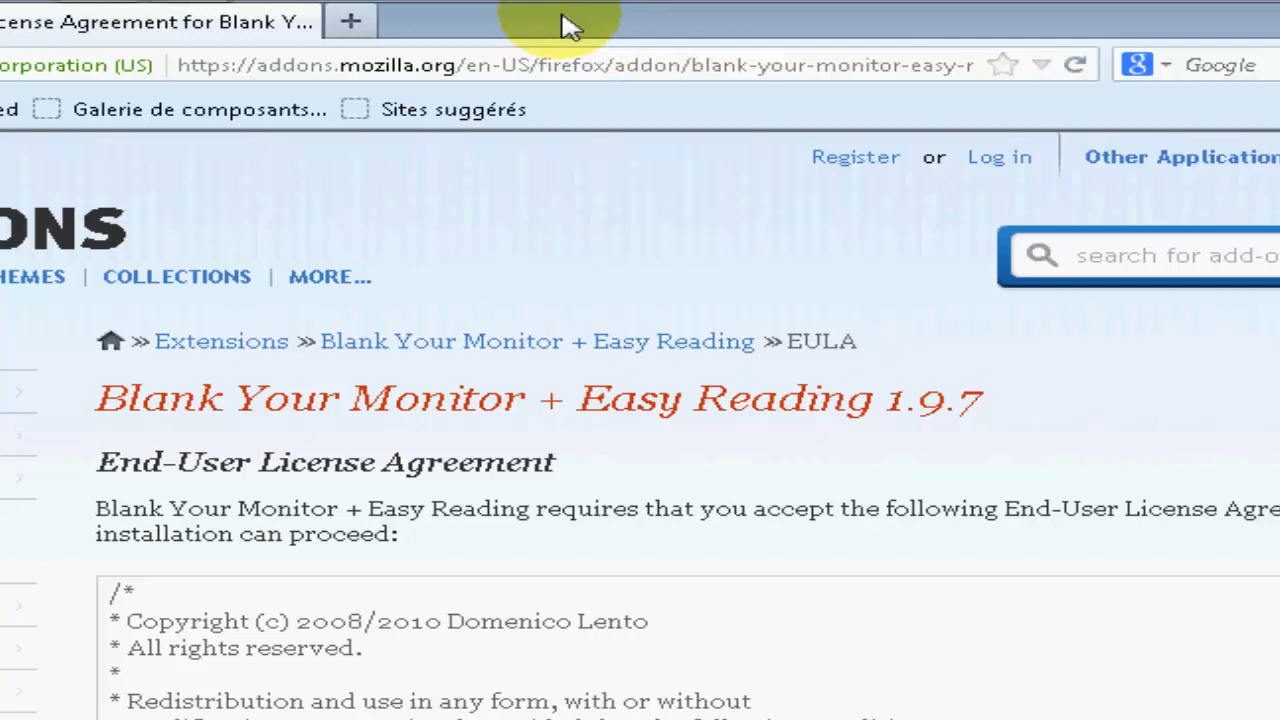 cense Agreement for Blank Y...
orporation (US) https://addons.mozilla.org/en-US/firefox/addon/blank-your-monitor-easy-r Google
ed Galerie de composants... Sites suggérés
Register or Log in Other Application
ONS
search for add-o
HEMES | COLLECTIONS | MORE...
» Extensions » Blank Your Monitor + Easy Reading » EULA
Blank Your Monitor + Easy Reading 1.9.7
End-User License Agreement
Blank Your Monitor + Easy Reading requires that you accept the following End-User License Agre
installation can proceed:
/*
* Copyright (c) 2008/2010 Domenico Lento
* All rights reserved.
*
* Redistribution and use in any form, with or without